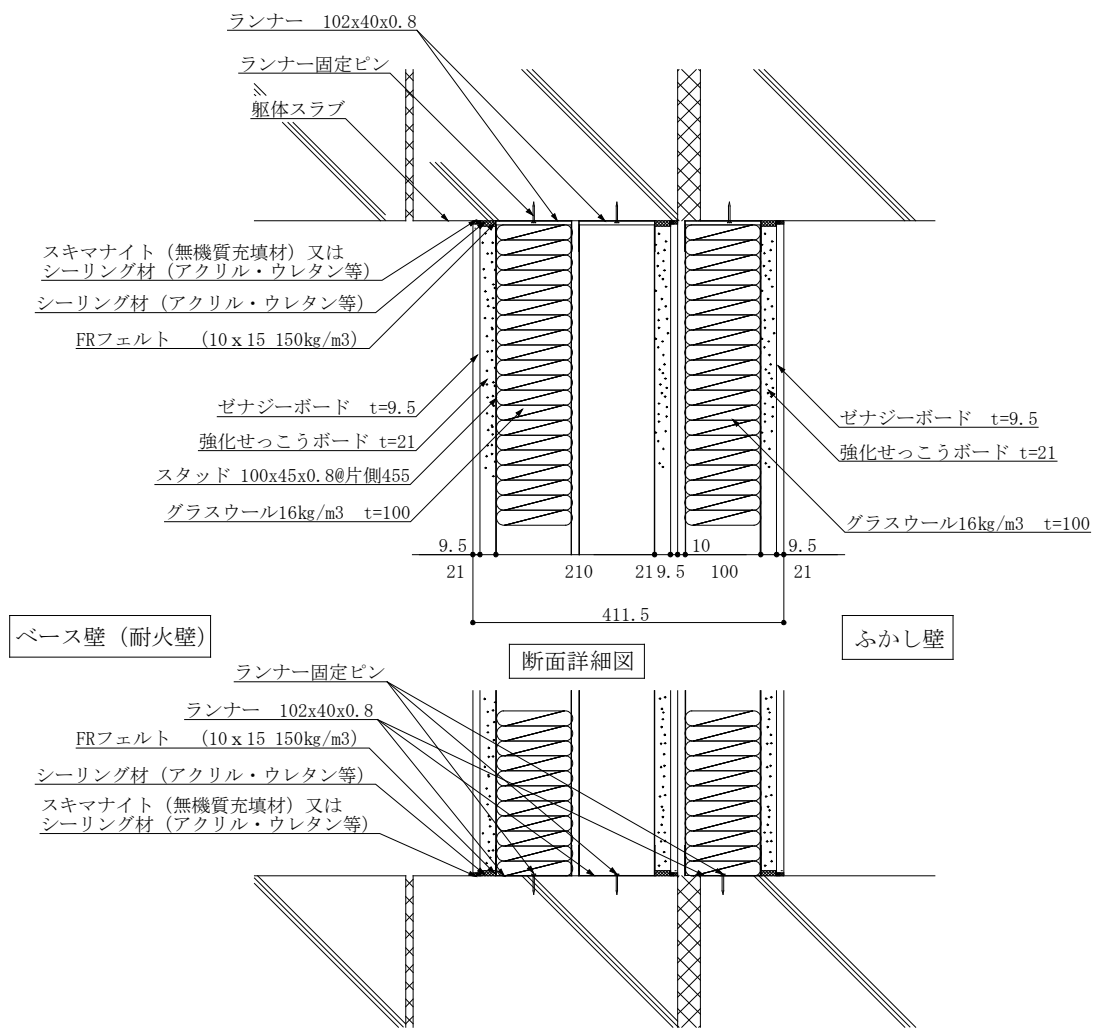 ランナー 102x40x0.8
ランナー固定ピン
躯体スラブ
スキマナイト（無機質充填材）又は
シーリング材（アクリル・ウレタン等）
シーリング材（アクリル・ウレタン等）
FRフェルト （10 x 15 150kg/m3）
ゼナジーボード t=9.5
強化せっこうボード t=21
スタッド 100x45x0.8@片側455
グラスウール16kg/m3 t=100
ゼナジーボード t=9.5
強化せっこうボード t=21
グラスウール16kg/m3 t=100
9.5 10 9.5
21 210 21 9.5 100 21
411.5
ベース壁（耐火壁）
断面詳細図
ふかし壁
ランナー固定ピン
ランナー 102x40x0.8
FRフェルト （10 x 15 150kg/m3）
シーリング材（アクリル・ウレタン等）
スキマナイト（無機質充填材）又は
シーリング材（アクリル・ウレタン等）